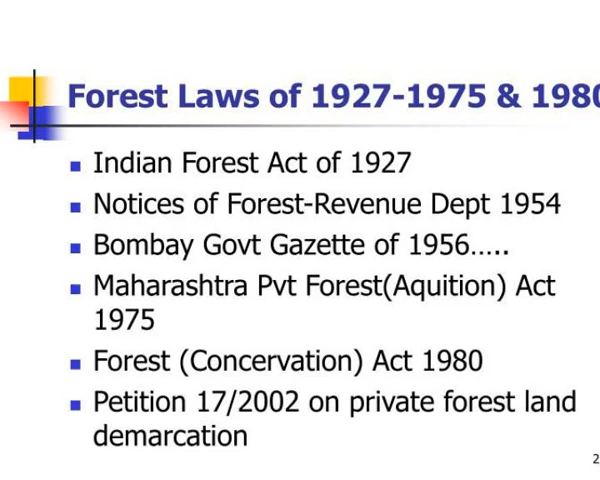 Forest Laws of 1927-1975 & 1980
Indian Forest Act of 1927
Notices of Forest-Revenue Dept 1954
Bombay Govt Gazette of 1956…..
Maharashtra Pvt Forest(Aquition) Act
1975
Forest (Concervation) Act 1980
Petition 17/2002 on private forest land
demarcation
2